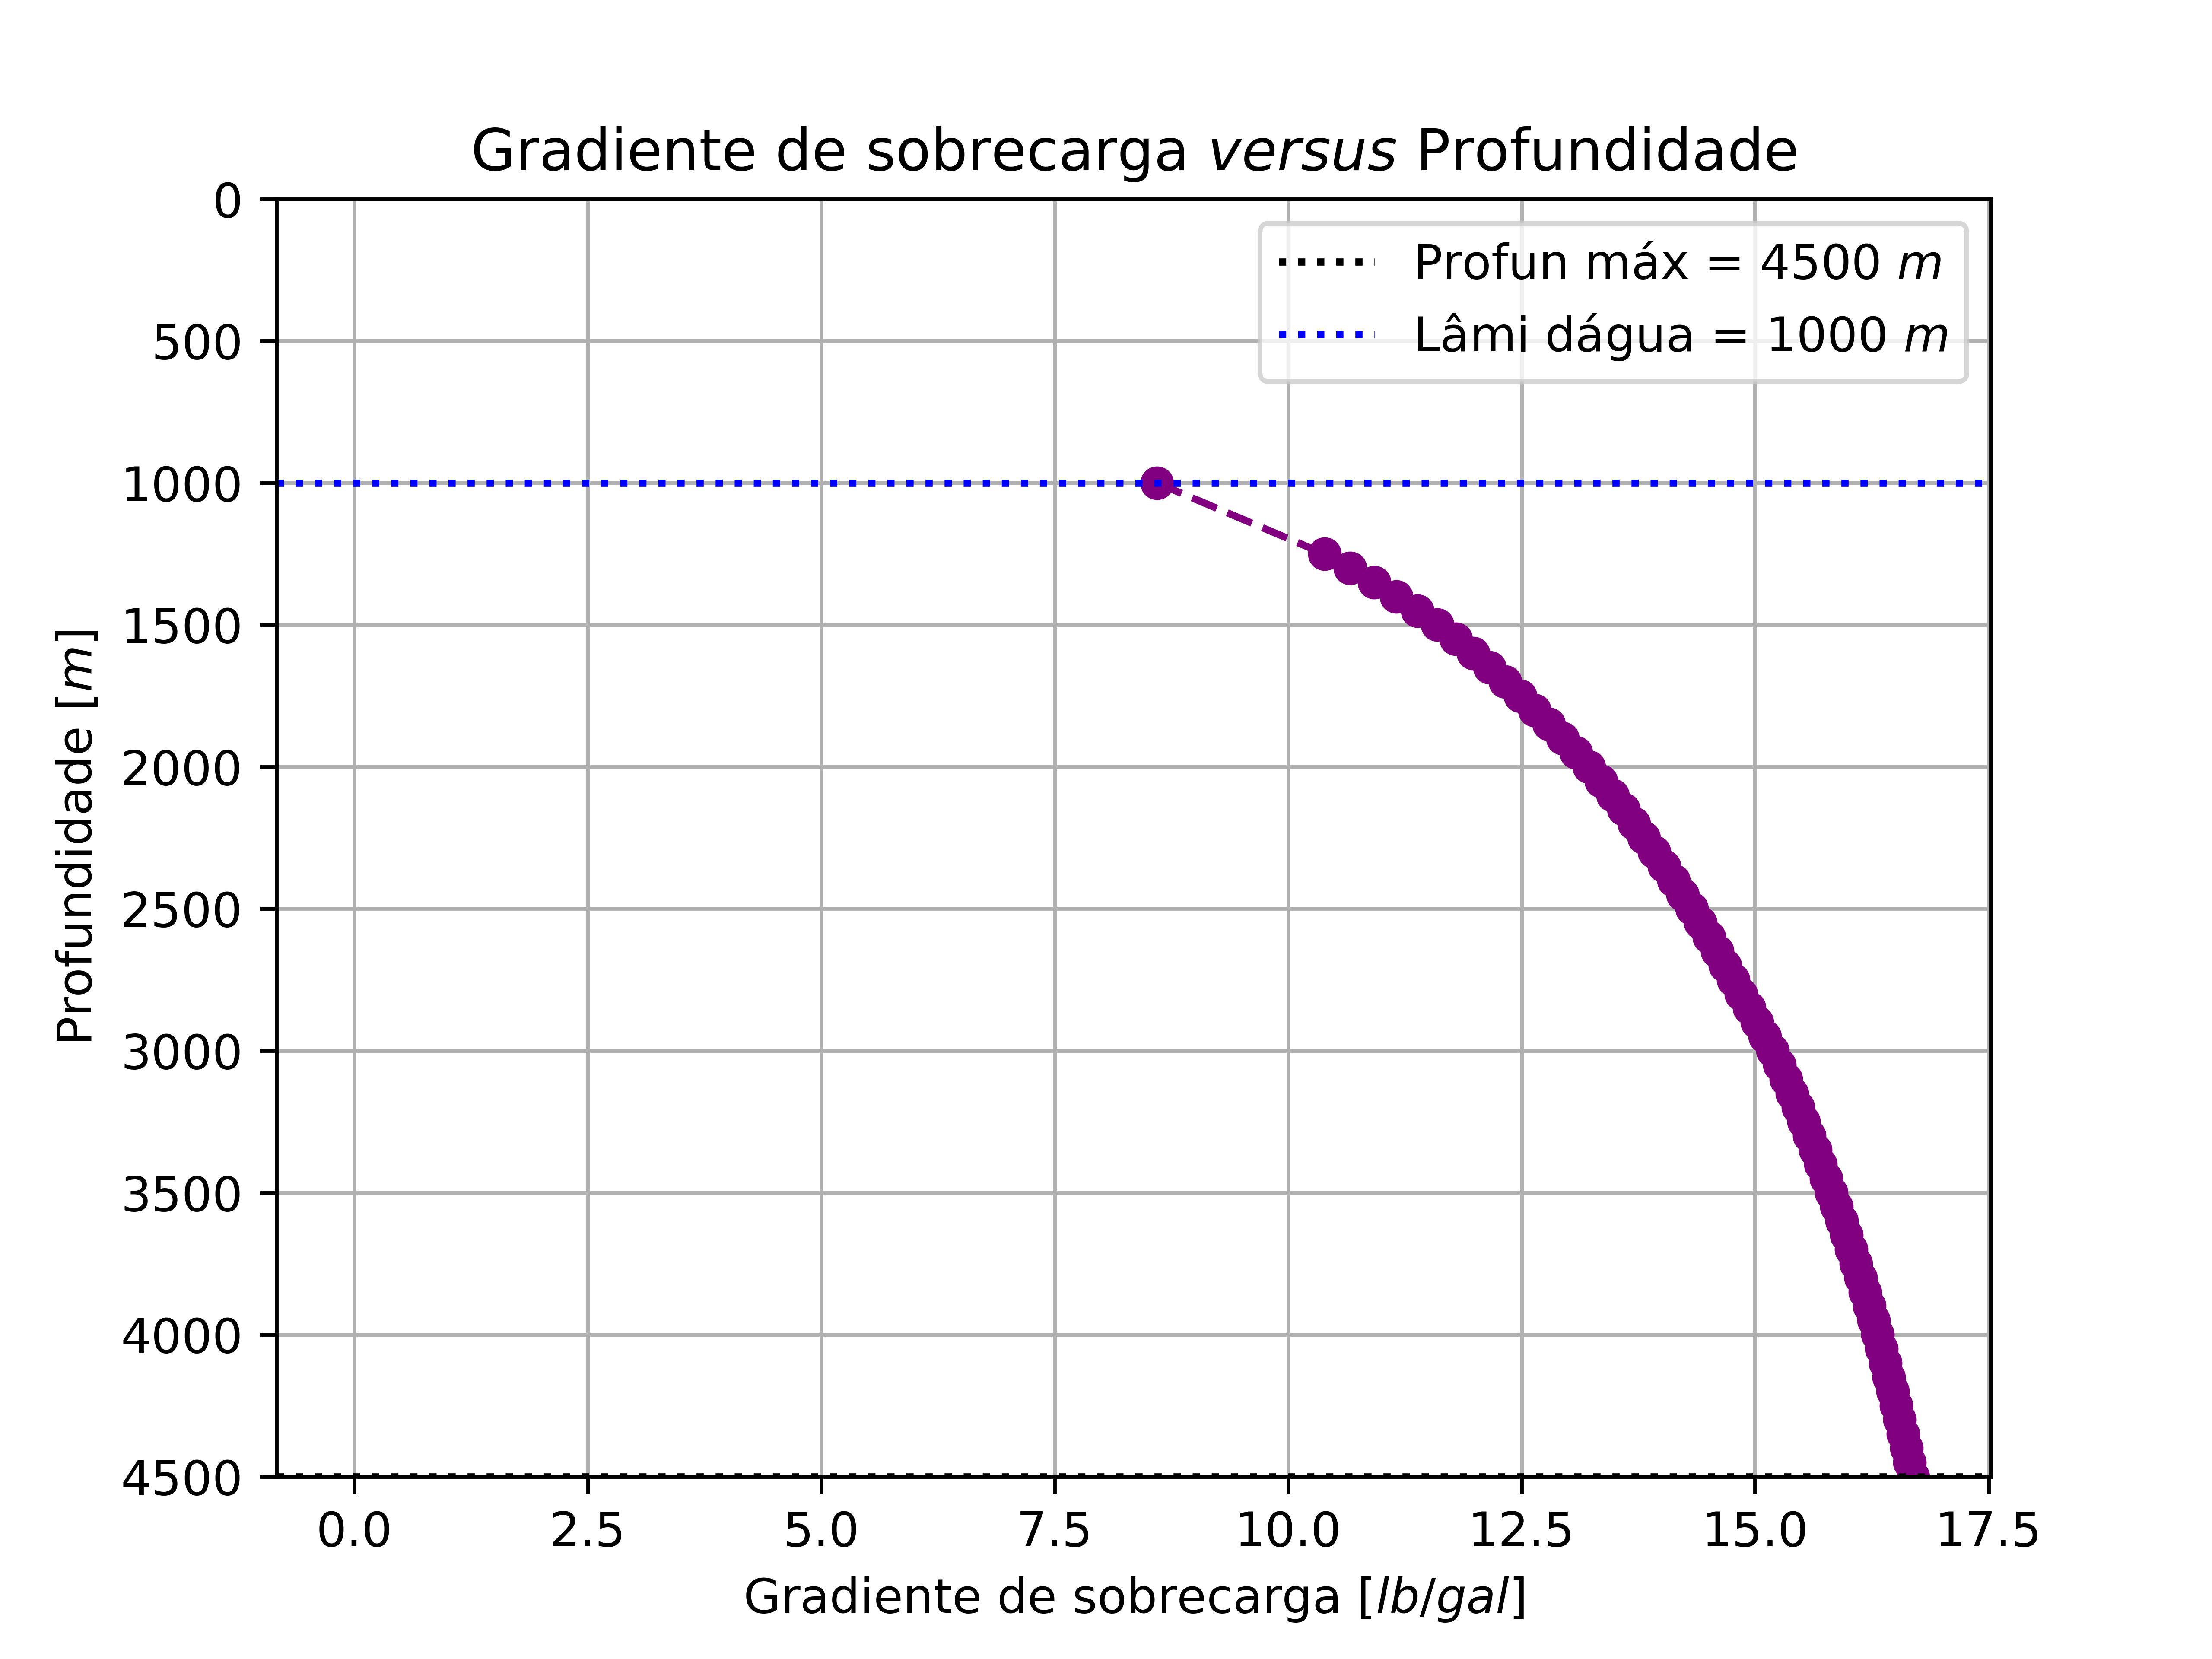 Gradiente de sobrecarga versus Profundidade
Profun máx = 4500 m
Lâmi dágua = 1000 m
0
500
1000
1500
2000
2500
3000
3500
4000
4500
Profundidade [m]
0.0 2.5 5.0 7.5 10.0 12.5 15.0 17.5
Gradiente de sobrecarga [lb/gal]